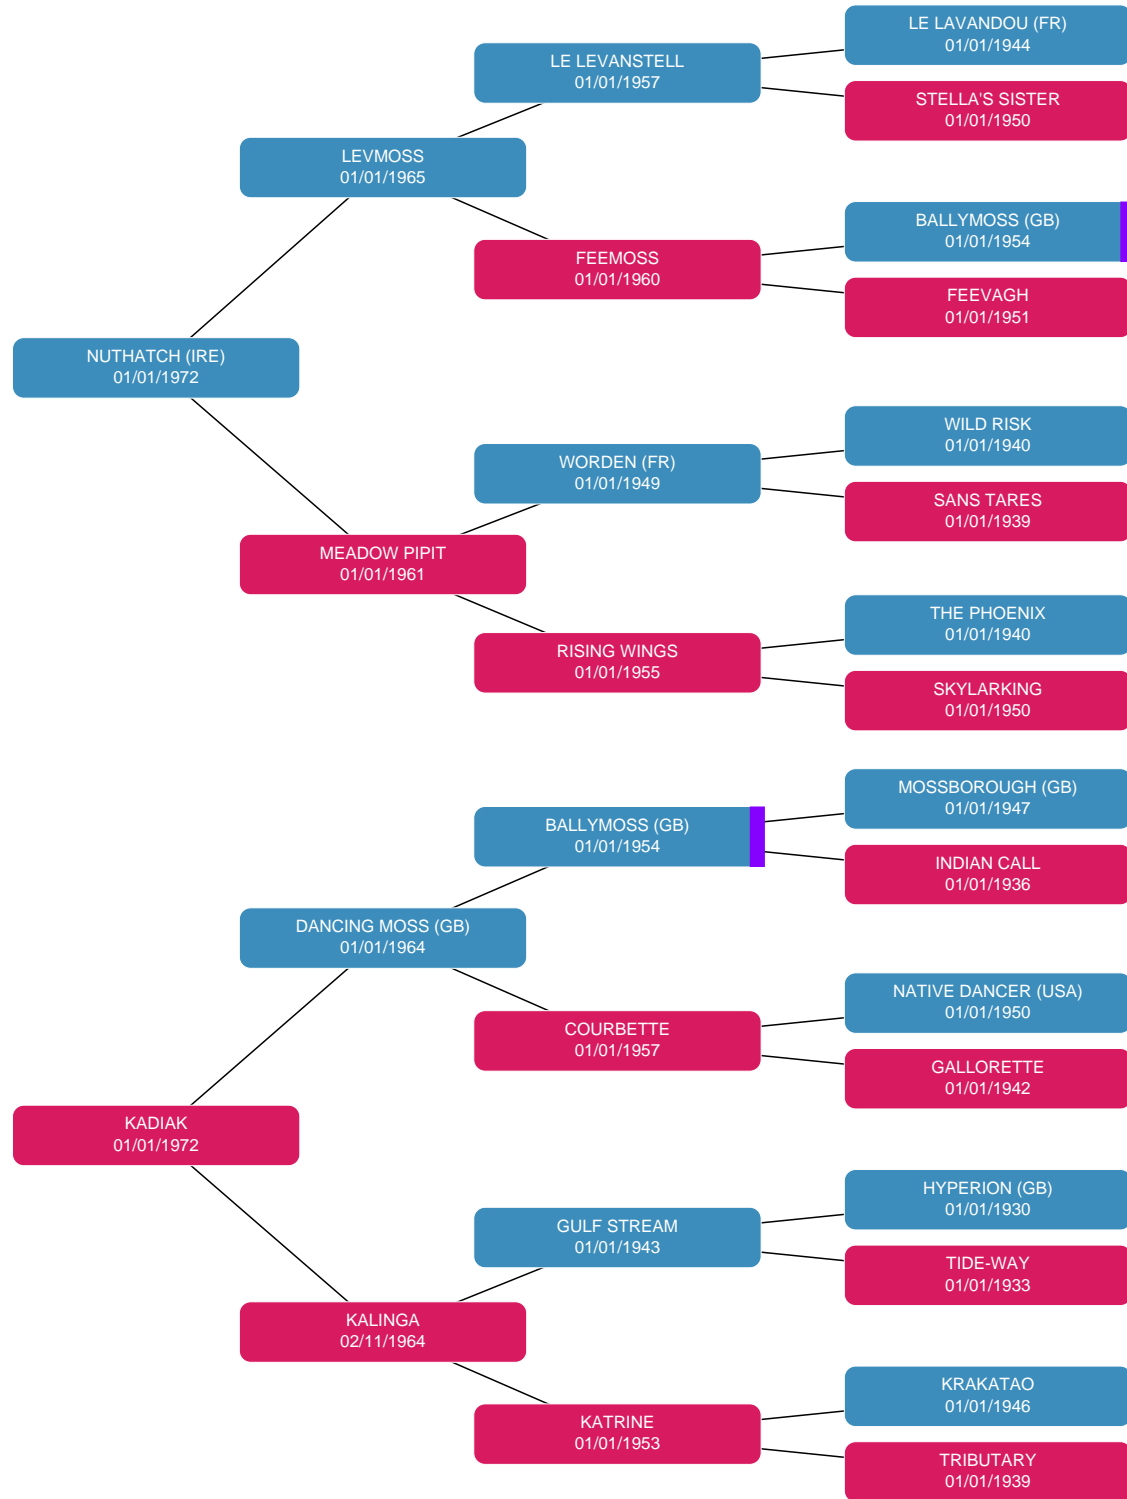 LE LAVANDOU (FR)
01/01/1944
LE LEVANSTELL
01/01/1957
STELLA'S SISTER
01/01/1950
LEVMOSS
01/01/1965
BALLYMOSS (GB)
01/01/1954
FEEMOSS
01/01/1960
FEEVAGH
01/01/1951
NUTHATCH (IRE)
01/01/1972
WILD RISK
01/01/1940
WORDEN (FR)
01/01/1949
SANS TARES
01/01/1939
MEADOW PIPIT
01/01/1961
THE PHOENIX
01/01/1940
RISING WINGS
01/01/1955
SKYLARKING
01/01/1950
MOSSBOROUGH (GB)
01/01/1947
BALLYMOSS (GB)
01/01/1954
INDIAN CALL
01/01/1936
DANCING MOSS (GB)
01/01/1964
NATIVE DANCER (USA)
01/01/1950
COURBETTE
01/01/1957
GALLORETTE
01/01/1942
KADIAK
01/01/1972
HYPERION (GB)
01/01/1930
GULF STREAM
01/01/1943
TIDE-WAY
01/01/1933
KALINGA
02/11/1964
KRAKATAO
01/01/1946
KATRINE
01/01/1953
TRIBUTARY
01/01/1939